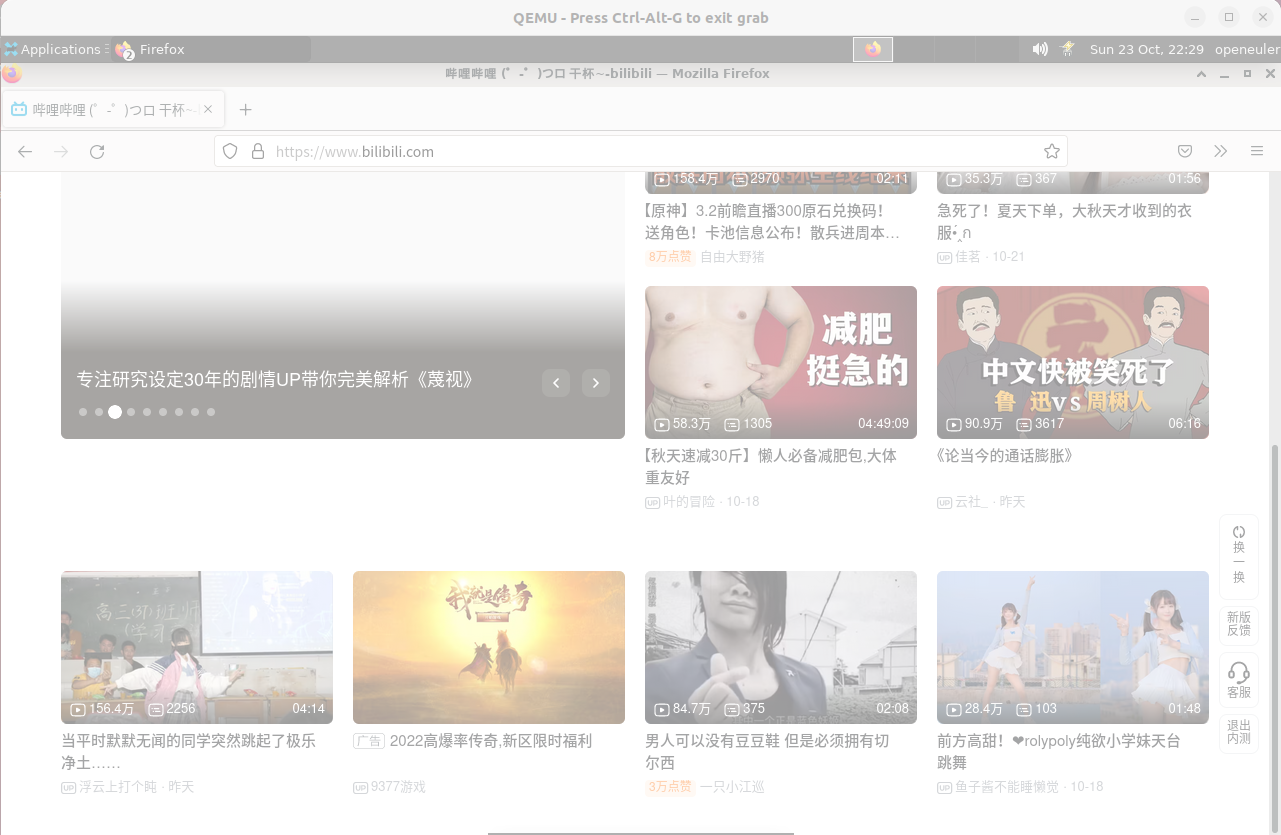 QEMU - Press Ctrl-Alt-G to exit grab
Applications
2 Firefox
Sun 23 Oct, 22:29 openeuler
哔哩哔哩 (゜-゜)つロ 干杯~-bilibili — Mozilla Firefox
哔哩哔哩 (゜-゜)つロ 干杯~-
https://www.bilibili.com
158.4万 2970 02:11
35.3万 367 01:56
【原神】3.2前瞻直播300原石兑换码！
送角色！卡池信息公布！散兵进周本…
8万点赞 自由大野猪
急死了！夏天下单，大秋天才收到的衣
UP 佳茗 · 10-21
专注研究设定30年的剧情UP带你完美解析《蔑视》
减肥
挺急的
58.3万 1305 04:49:09
【秋天速减30斤】懒人必备减肥包,大体
重友好
UP 叶的冒险 · 10-18
中文快被笑死了
鲁迅vs周树人
90.9万 3617 06:16
《论当今的通话膨胀》
UP 云社_ · 昨天
换
一
换
新版
反馈
客服
退出
内测
156.4万 2256 04:14
当平时默默无闻的同学突然跳起了极乐
净土……
UP 浮云上打个盹 · 昨天
我就是传奇
广告 2022高爆率传奇,新区限时福利
UP 9377游戏
84.7万 375 02:08
男人可以没有豆豆鞋 但是必须拥有切
尔西
3万点赞 一只小江巡
28.4万 103 01:48
前方高甜！❤rolypoly纯欲小学妹天台
跳舞
UP 鱼子酱不能睡懒觉 · 10-18